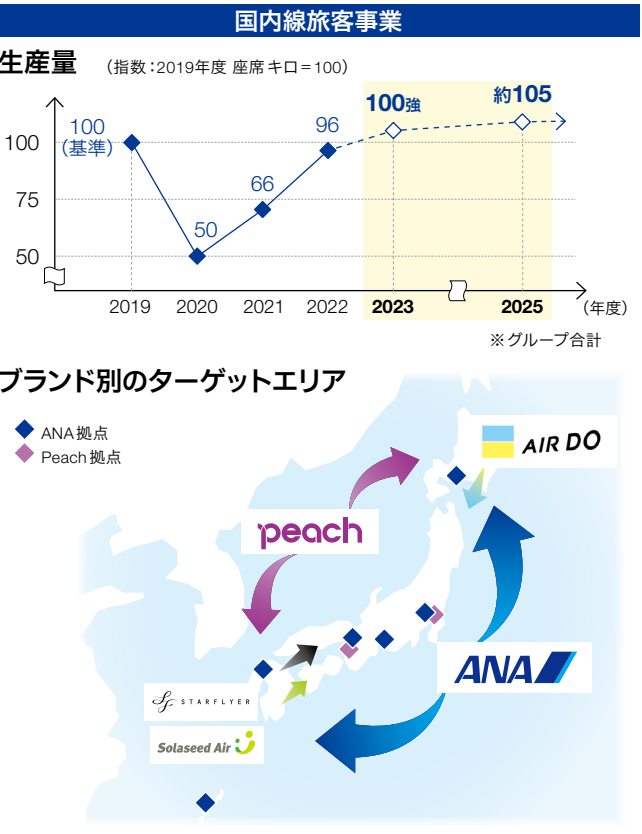 国内線旅客事業
生産量 （指数：2019年度 座席キロ＝100）
100
75
50
100
（基準）
50
66
96
100強
約105
2019 2020 2021 2022 2023 2025 （年度）
※グループ合計
ブランド別のターゲットエリア
ANA拠点
Peach拠点
AIR DO
peach
ANA
STARFLYER
Solaseed Air